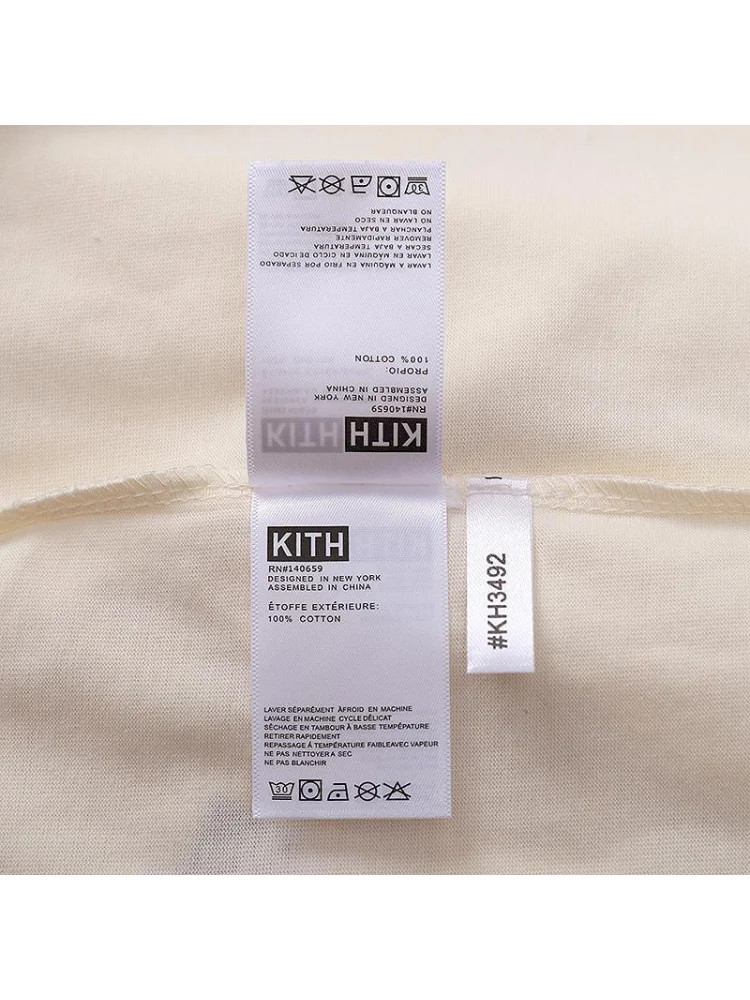 NO BLANQUEAR
NO LAVAR EN SECO
PLANCHAR A BAJA TEMPERATURA
REMOVER RAPIDAMENTE
SECAR A BAJA TEMPERATURA
LAVAR A MÁQUINA EN CICLO DE ICADO
LAVAR A MÁQUINA EN FRIO POR SEPARADO
100% COTTON
PROPIO:
ASSEMBLED IN CHINA
DESIGNED IN NEW YORK
RN#140659
KITH
KITH
RN#140659
DESIGNED IN NEW YORK
ASSEMBLED IN CHINA
ÉTOFFE EXTÉRIEURE:
100% COTTON
LAVER SÉPARÉMENT ÀFROID EN MACHINE
LAVAGE EN MACHINE CYCLE DÉLICAT
SÉCHAGE EN TAMBOUR À BASSE TEMPÉPATURE
RETIRER RAPIDEMENT
REPASSAGE Á TEMPÉRATURE FAIBLEAVEC VAPEUR
NE PAS NETTOYER A SEC
NE PAS BLANCHIR
30
#KH3492